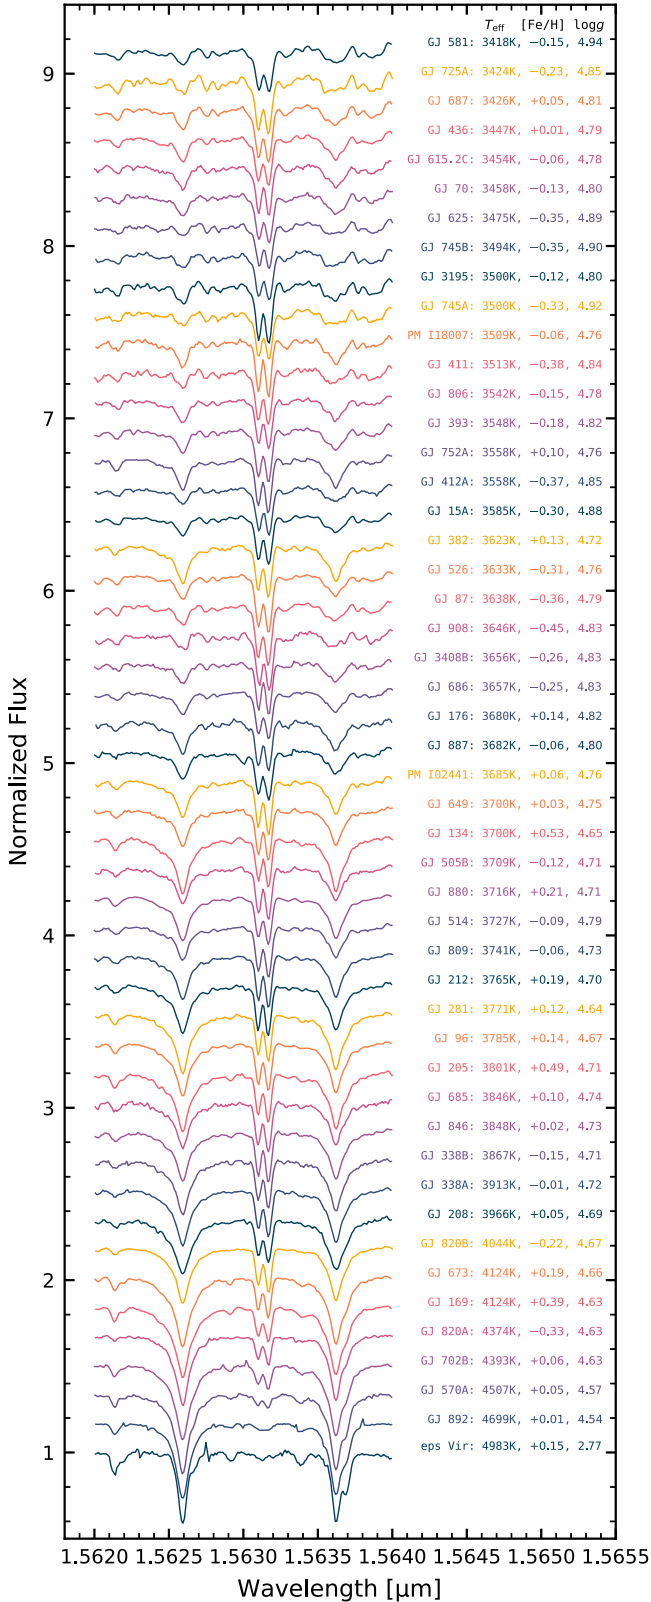 T_eff [Fe/H] logg
GJ 581: 3418K, −0.15, 4.94
9
GJ 725A: 3424K, −0.23, 4.85
GJ 687: 3426K, +0.05, 4.81
GJ 436: 3447K, +0.01, 4.79
GJ 615.2C: 3454K, −0.06, 4.78
GJ 70: 3458K, −0.13, 4.80
GJ 625: 3475K, −0.35, 4.89
8
GJ 745B: 3494K, −0.35, 4.90
GJ 3195: 3500K, −0.12, 4.80
GJ 745A: 3500K, −0.33, 4.92
PM I18007: 3509K, −0.06, 4.76
GJ 411: 3513K, −0.38, 4.84
GJ 806: 3542K, −0.15, 4.78
7
GJ 393: 3548K, −0.18, 4.82
GJ 752A: 3558K, +0.10, 4.76
GJ 412A: 3558K, −0.37, 4.85
GJ 15A: 3585K, −0.30, 4.88
GJ 382: 3623K, +0.13, 4.72
GJ 526: 3633K, −0.31, 4.76
6
GJ 87: 3638K, −0.36, 4.79
GJ 908: 3646K, −0.45, 4.83
GJ 3408B: 3656K, −0.26, 4.83
GJ 686: 3657K, −0.25, 4.83
GJ 176: 3680K, +0.14, 4.82
GJ 887: 3682K, −0.06, 4.80
5
PM I02441: 3685K, +0.06, 4.76
GJ 649: 3700K, +0.03, 4.75
GJ 134: 3700K, +0.53, 4.65
GJ 505B: 3709K, −0.12, 4.71
GJ 880: 3716K, +0.21, 4.71
GJ 514: 3727K, −0.09, 4.79
4
GJ 809: 3741K, −0.06, 4.73
GJ 212: 3765K, +0.19, 4.70
GJ 281: 3771K, +0.12, 4.64
GJ 96: 3785K, +0.14, 4.67
GJ 205: 3801K, +0.49, 4.71
GJ 685: 3846K, +0.10, 4.74
3
GJ 846: 3848K, +0.02, 4.73
GJ 338B: 3867K, −0.15, 4.71
GJ 338A: 3913K, −0.01, 4.72
GJ 208: 3966K, +0.05, 4.69
GJ 820B: 4044K, −0.22, 4.67
GJ 673: 4124K, +0.19, 4.66
2
GJ 169: 4124K, +0.39, 4.63
GJ 820A: 4374K, −0.33, 4.63
GJ 702B: 4393K, +0.06, 4.63
GJ 570A: 4507K, +0.05, 4.57
GJ 892: 4699K, +0.01, 4.54
eps Vir: 4983K, +0.15, 2.77
1
Normalized Flux
1.5620 1.5625 1.5630 1.5635 1.5640 1.5645 1.5650 1.5655
Wavelength [μm]